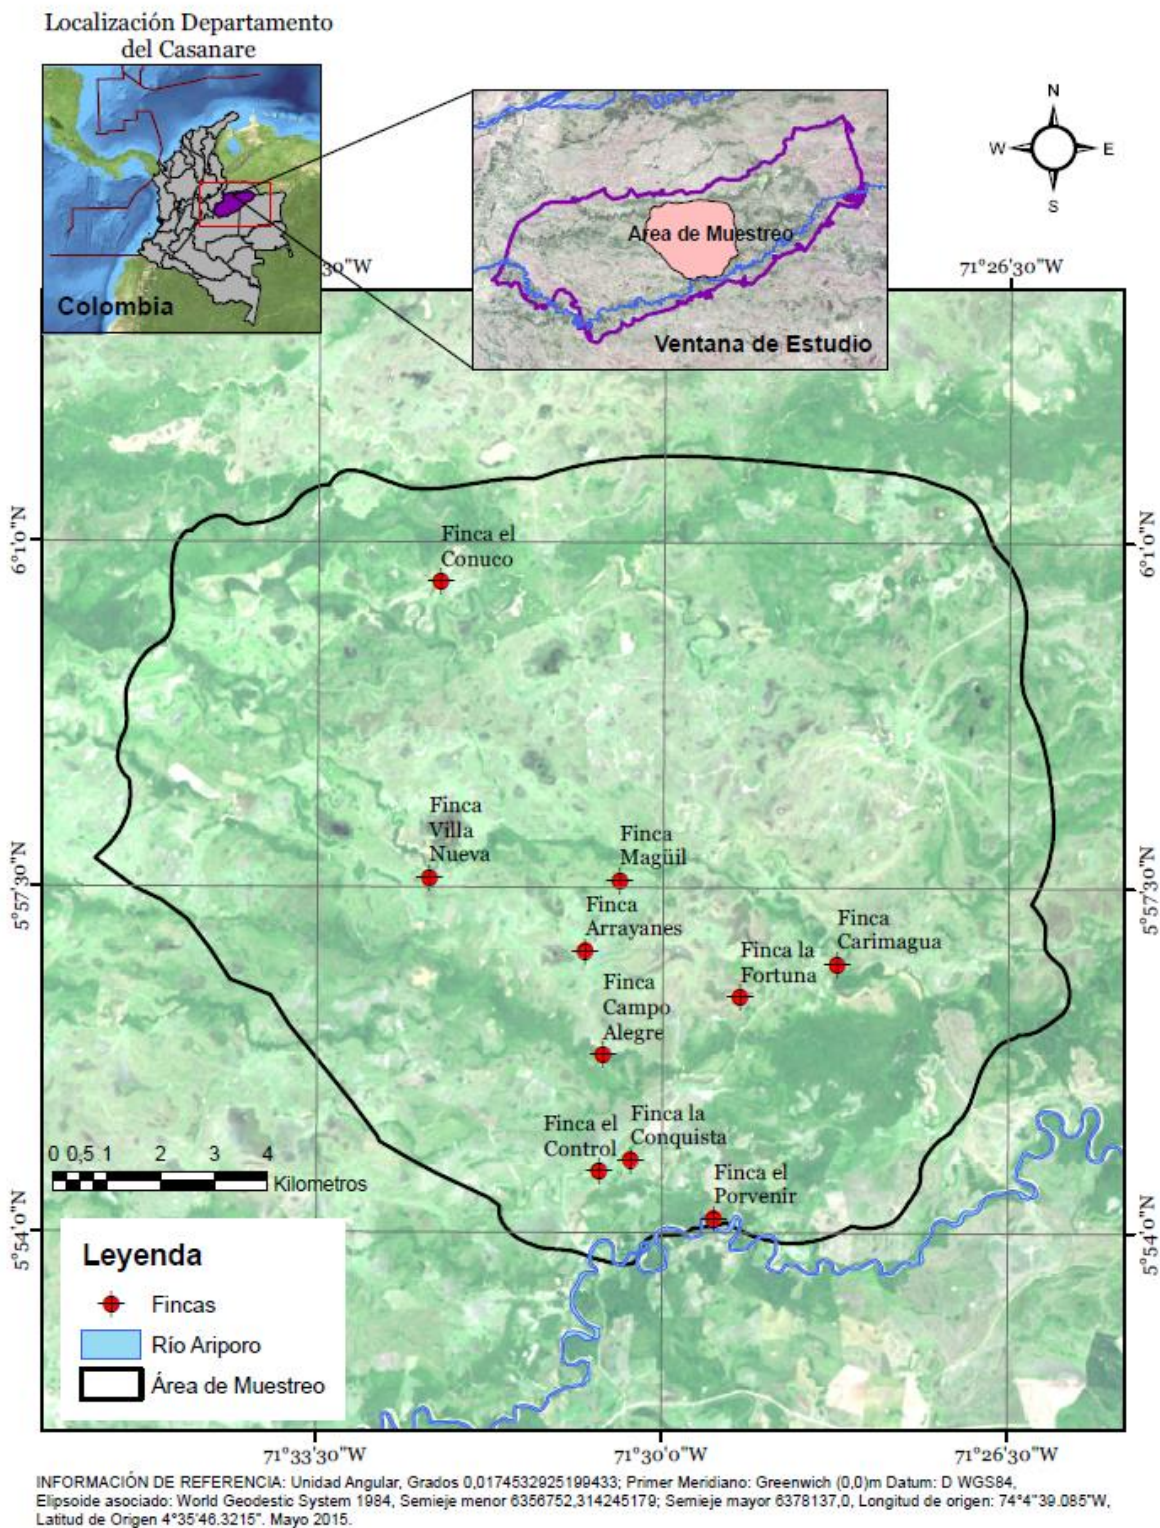 Localización Departamento
del Casanare
N
W
E
S
Area de Muestreo
Colombia
Ventana de Estudio
30"W
71°26'30"W
6°1'0"N
6°1'0"N
Finca el
Conuco
Finca
Villa
Nueva
Finca
Magüil
5°57'30"N
5°57'30"N
Finca
Arrayanes
Finca
Carimagua
Finca la
Fortuna
Finca
Campo
Alegre
Finca el
Control
Finca la
Conquista
Finca el
Porvenir
0 0,5 1 2 3 4
Kilometros
5°54'0"N
5°54'0"N
Leyenda
Fincas
Río Ariporo
Área de Muestreo
71°33'30"W
71°30'0"W
71°26'30"W
INFORMACIÓN DE REFERENCIA: Unidad Angular, Grados 0,0174532925199433; Primer Meridiano: Greenwich (0,0)m Datum: D WGS84,
Elipsoide asociado: World Geodestic System 1984, Semieje menor 6356752,314245179; Semieje mayor 6378137,0, Longitud de origen: 74°4"39.085"W,
Latitud de Origen 4°35'46.3215". Mayo 2015.